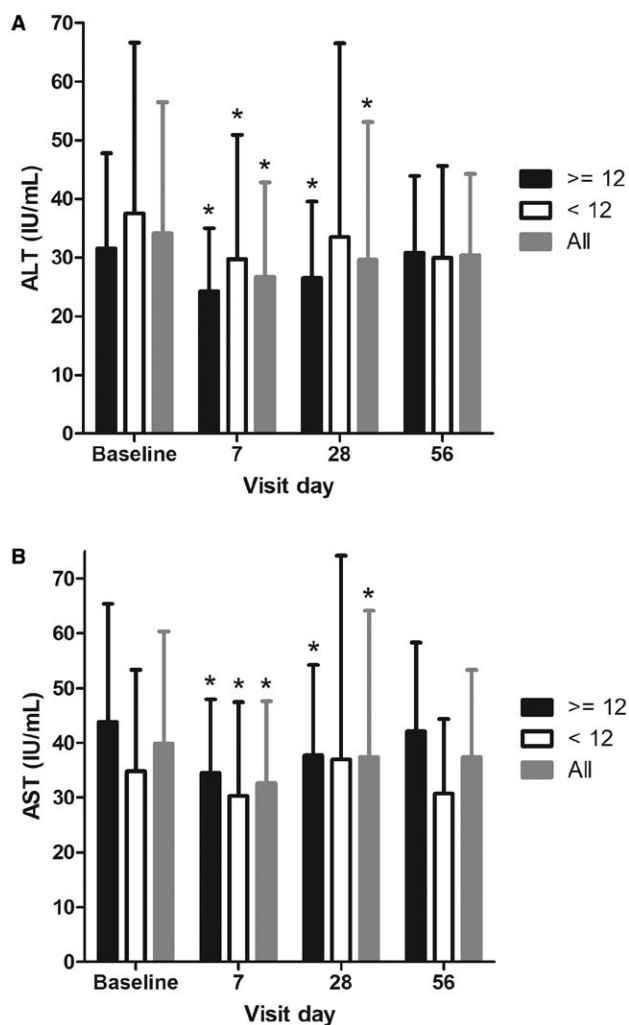 A
70
60
50
40
30
20
10
0
ALT (IU/mL)
* * *
* *
>= 12
< 12
All
Baseline 7 28 56
Visit day
B
70
60
50
40
30
20
10
0
AST (IU/mL)
* * *
* *
>= 12
< 12
All
Baseline 7 28 56
Visit day